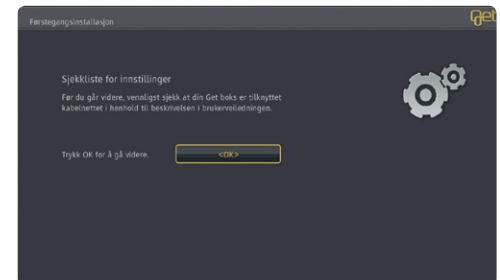 Førstegangsinstallasjon
Get
Sjekkliste for innstillinger
Før du går videre, vennligst sjekk at din Get boks er tilknyttet
kabelnettet i henhold til beskrivelsen i brukerveiledningen.
Trykk OK for å gå videre.
<OK>